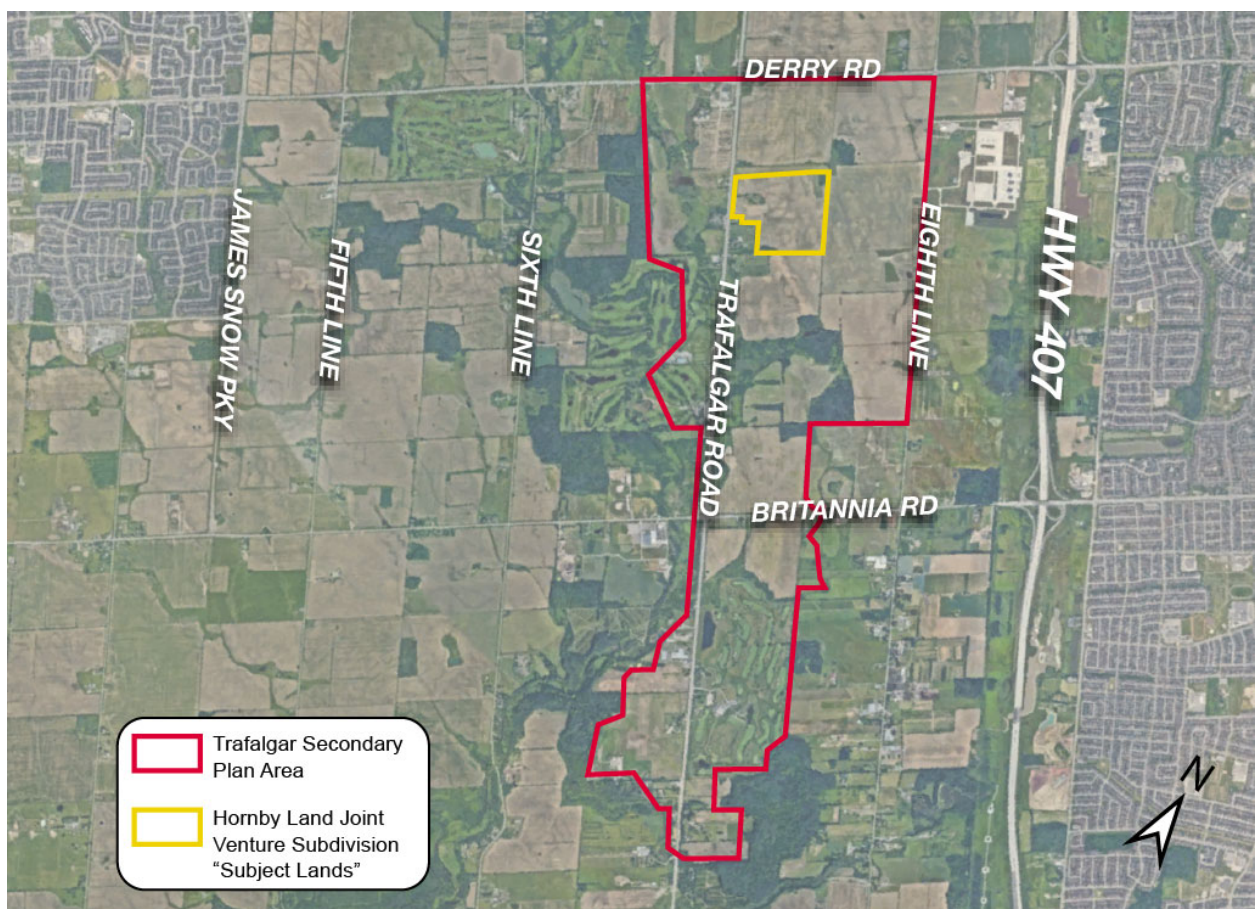 DERRY RD
JAMES SNOW PKY
FIFTH LINE
SIXTH LINE
TRAFALGAR ROAD
EIGHTH LINE
HWY 407
BRITANNIA RD
Trafalgar Secondary
Plan Area
Hornby Land Joint
Venture Subdivision
“Subject Lands”
N